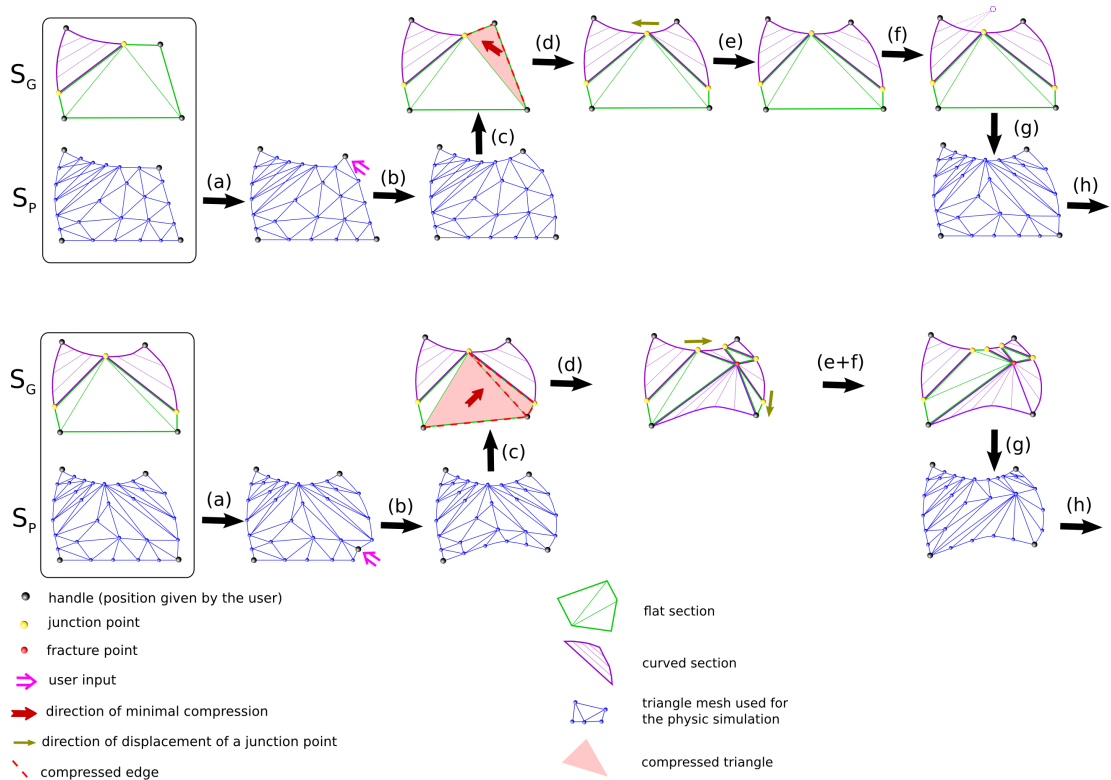 (d)
(e)
(f)
S_G
(c)
(g)
(a)
(b)
(h)
S_P
(d)
(e+f)
S_G
(c)
(g)
(a)
(b)
(h)
S_P
handle (position given by the user)
junction point
fracture point
user input
direction of minimal compression
direction of displacement of a junction point
compressed edge
flat section
curved section
triangle mesh used for
the physic simulation
compressed triangle